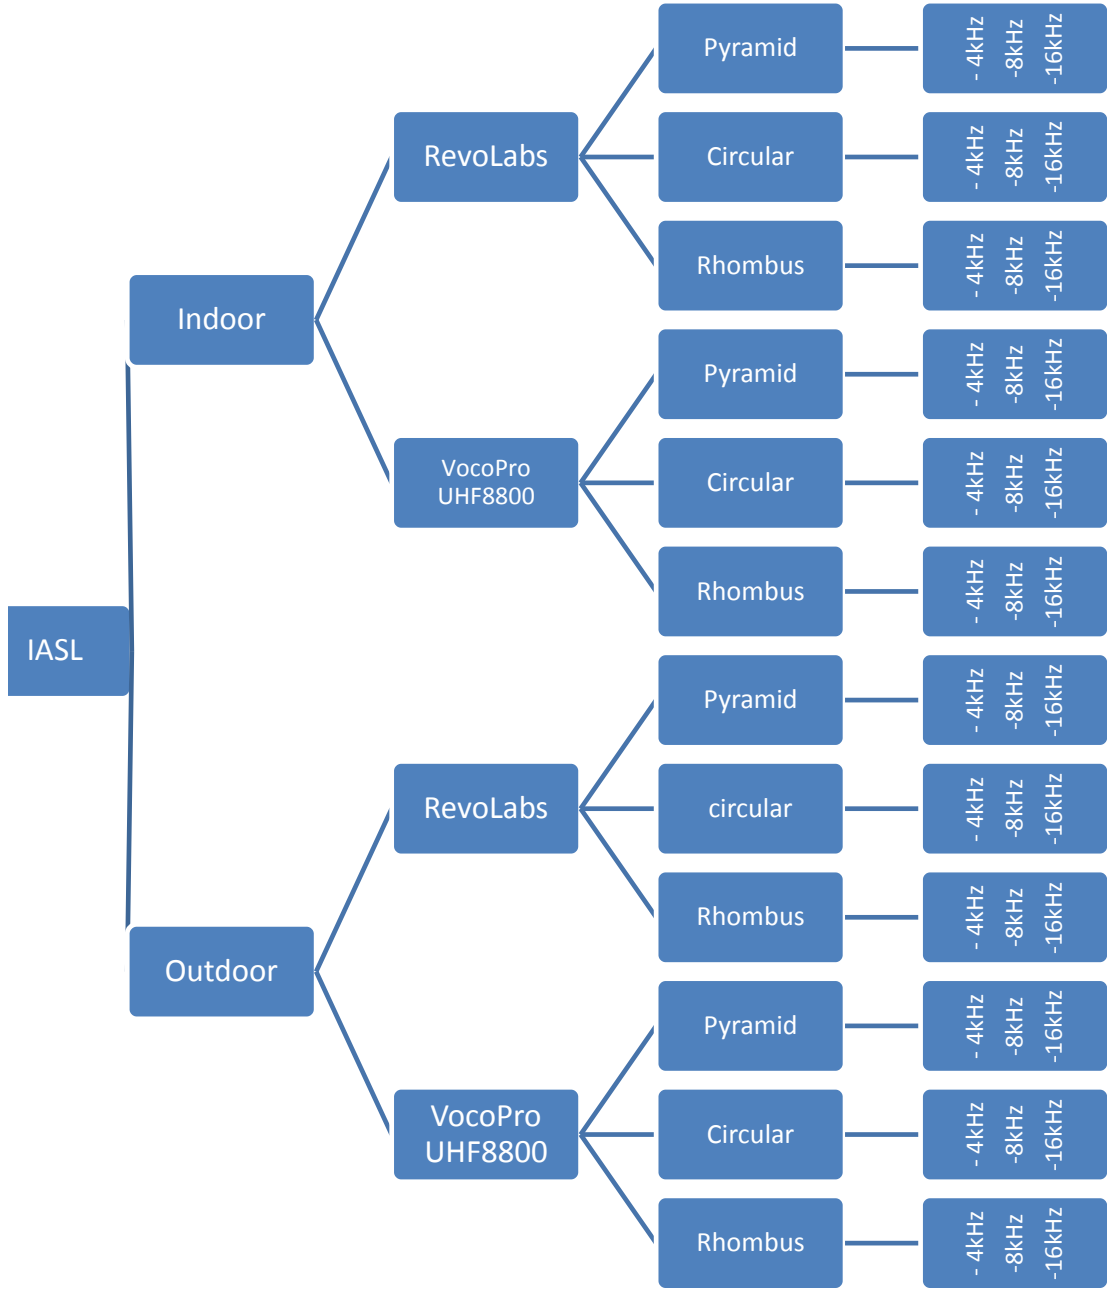 IASL
Indoor
RevoLabs
Pyramid
- 4kHz
-8kHz
-16kHz
Circular
- 4kHz
-8kHz
-16kHz
Rhombus
- 4kHz
-8kHz
-16kHz
VocoPro
UHF8800
Pyramid
- 4kHz
-8kHz
-16kHz
Circular
- 4kHz
-8kHz
-16kHz
Rhombus
- 4kHz
-8kHz
-16kHz
Outdoor
RevoLabs
Pyramid
- 4kHz
-8kHz
-16kHz
circular
- 4kHz
-8kHz
-16kHz
Rhombus
- 4kHz
-8kHz
-16kHz
VocoPro
UHF8800
Pyramid
- 4kHz
-8kHz
-16kHz
Circular
- 4kHz
-8kHz
-16kHz
Rhombus
- 4kHz
-8kHz
-16kHz